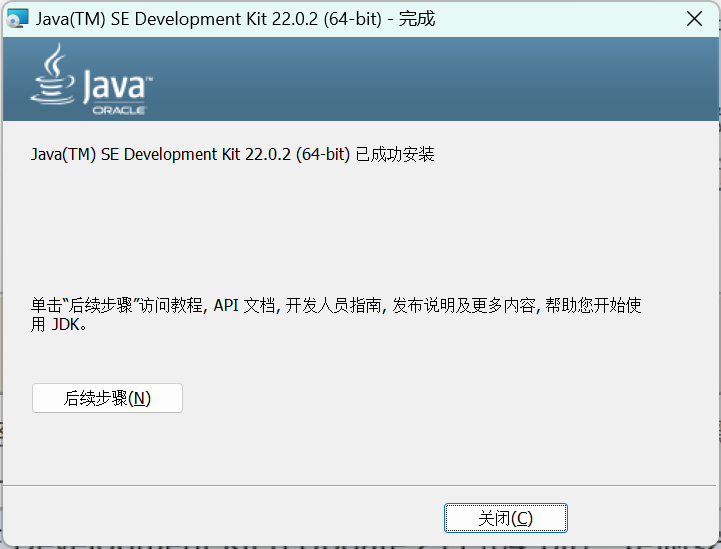 Java(TM) SE Development Kit 22.0.2 (64-bit) - 完成
Java™
ORACLE
Java(TM) SE Development Kit 22.0.2 (64-bit) 已成功安装
单击“后续步骤”访问教程, API 文档, 开发人员指南, 发布说明及更多内容, 帮助您开始使
用 JDK。
后续步骤(N)
关闭(C)